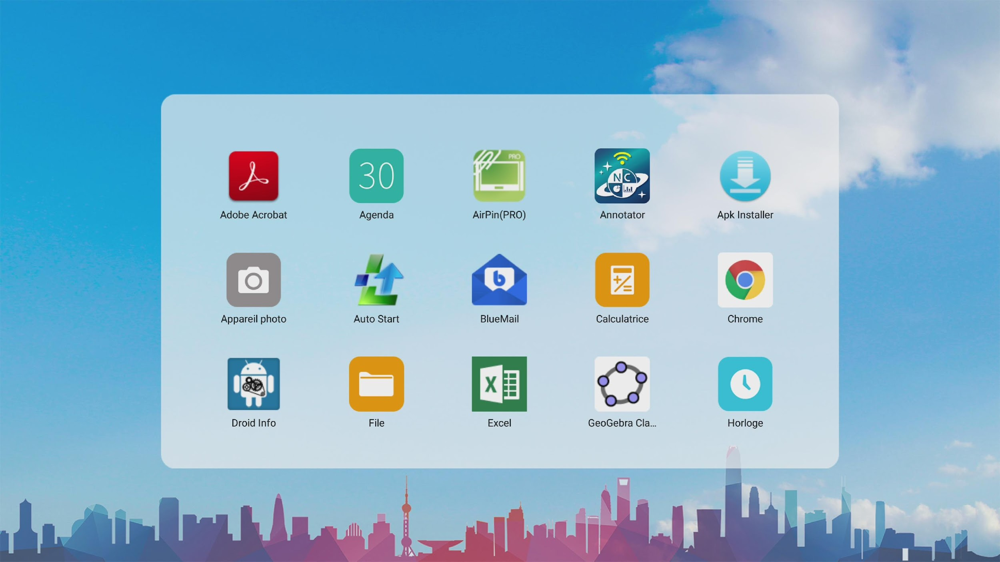 30
PRO
N C
Adobe Acrobat
Agenda
AirPin(PRO)
Annotator
Apk Installer
b
Appareil photo
Auto Start
BlueMail
Calculatrice
Chrome
X
Droid Info
File
Excel
GeoGebra Cla...
Horloge